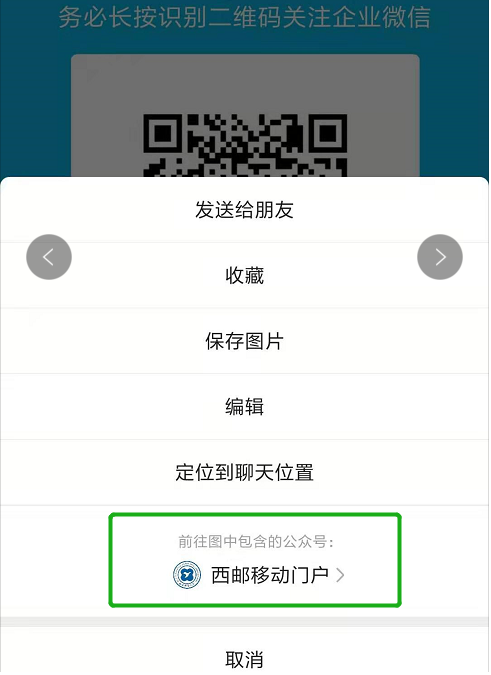 务必长按识别二维码关注企业微信
发送给朋友
收藏
保存图片
编辑
定位到聊天位置
前往图中包含的公众号:
西邮移动门户
取消